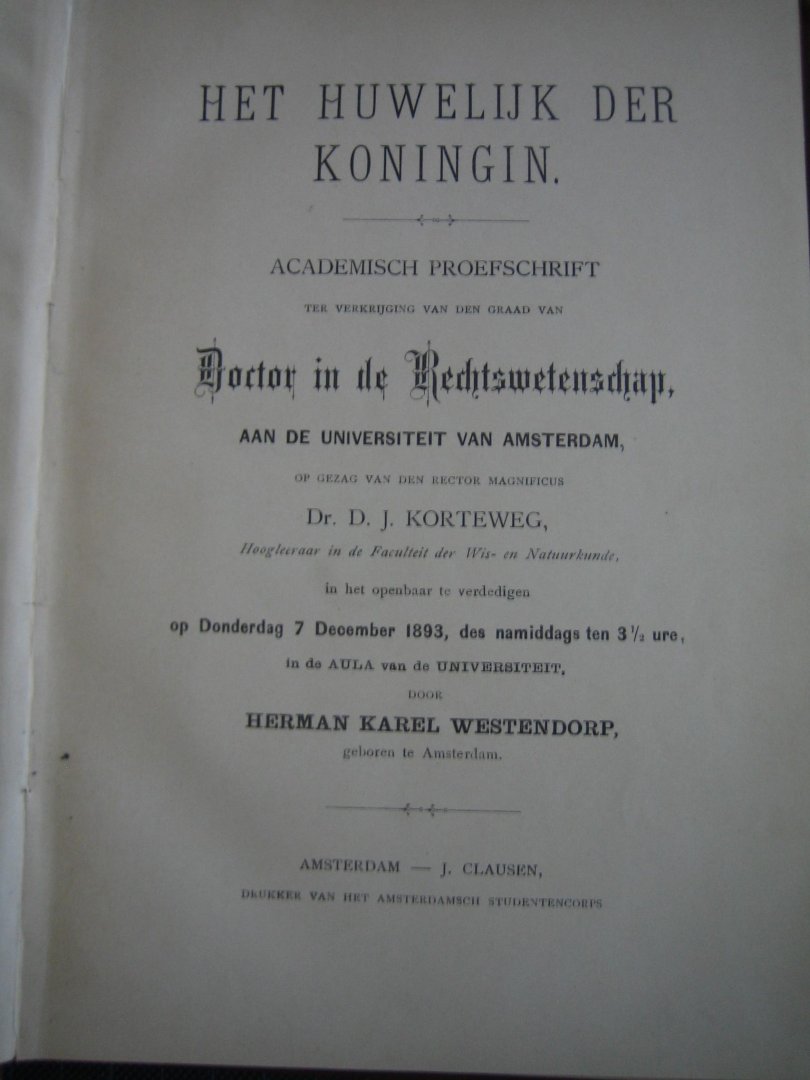 HET HUWELIJK DER
KONINGIN.
ACADEMISCH PROEFSCHRIFT
TER VERKRIJGING VAN DEN GRAAD VAN
Doctor in de Rechtswetenschap,
AAN DE UNIVERSITEIT VAN AMSTERDAM,
OP GEZAG VAN DEN RECTOR MAGNIFICUS
Dr. D. J. KORTEWEG,
Hoogleeraar in de Faculteit der Wis- en Natuurkunde,
in het openbaar te verdedigen
op Donderdag 7 December 1893, des namiddags ten 3 1/2 ure,
in de AULA van de UNIVERSITEIT,
DOOR
HERMAN KAREL WESTENDORP,
geboren te Amsterdam.
AMSTERDAM — J. CLAUSEN,
DRUKKER VAN HET AMSTERDAMSCH STUDENTENCORPS